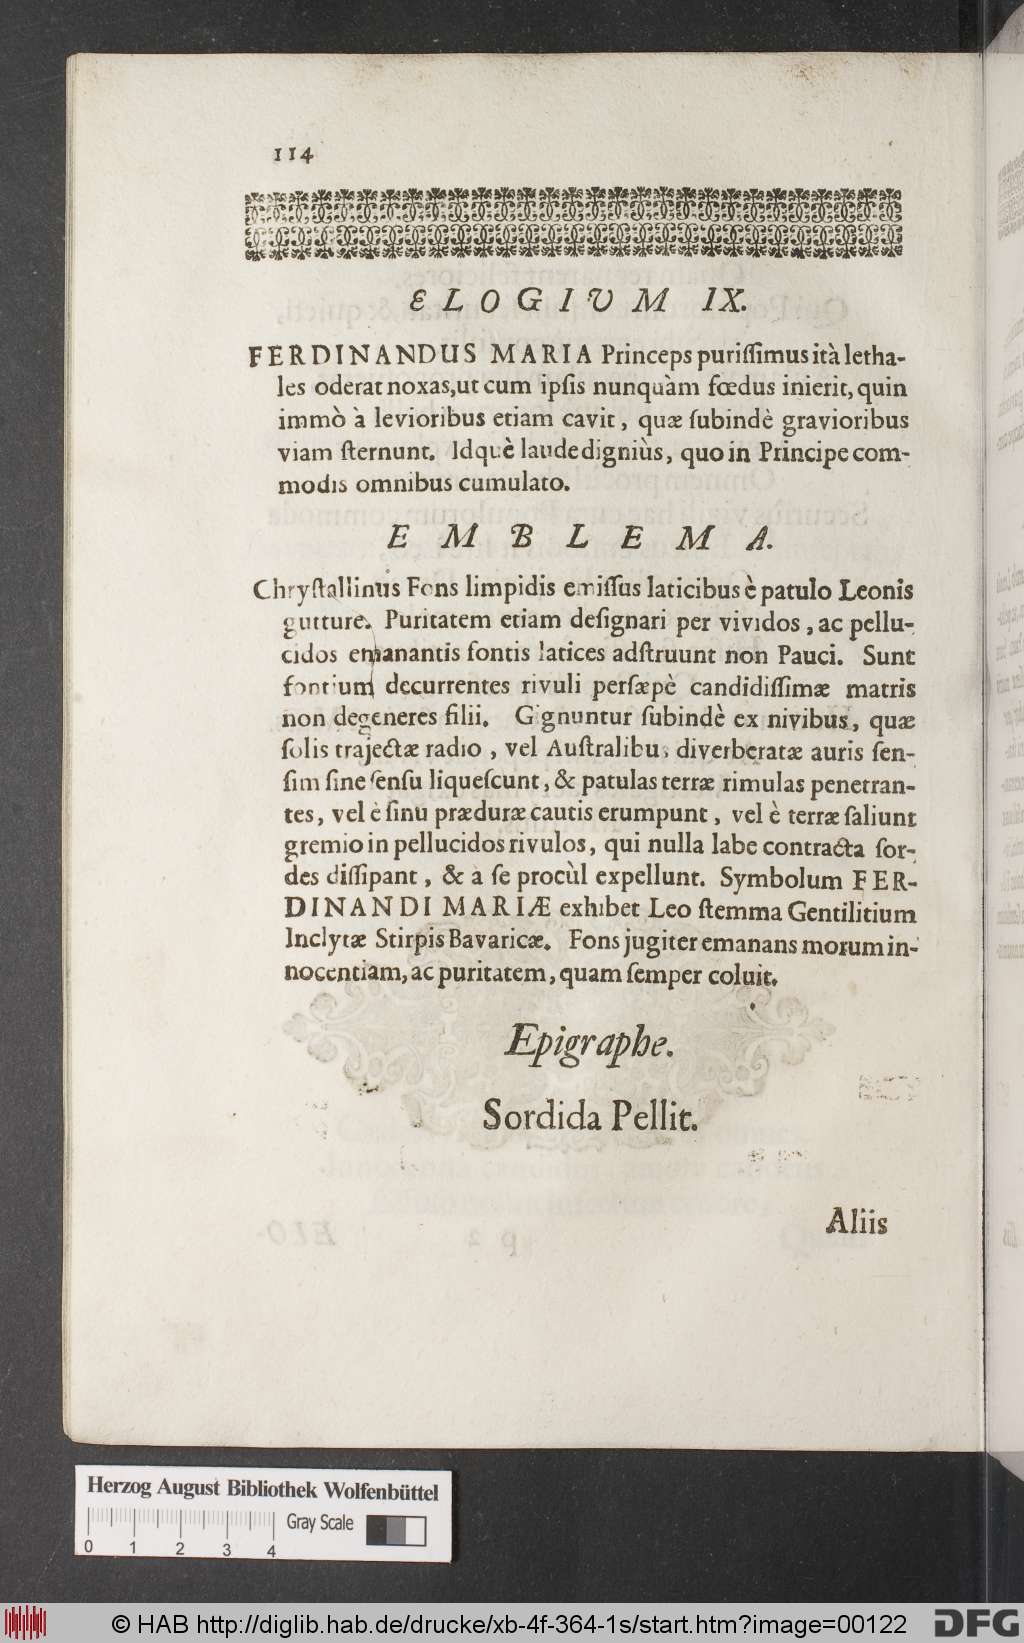 114
ELOGIUM IX.
FERDINANDUS MARIA Princeps purissimus ità letha-
les oderat noxas, ut cum ipsis nunquàm fœdus inierit, quin
immò à levioribus etiam cavit, quæ subindè gravioribus
viam sternunt. Idquè laude digniùs, quo in Principe com-
modis omnibus cumulato.
EMBLEMA.
Chrystallinus Fons limpidis emissus laticibus è patulo Leonis
gutture. Puritatem etiam designari per vividos, ac pellu-
cidos emanantis fontis latices adstruunt non Pauci. Sunt
fontium decurrentes rivuli persæpè candidissimæ matris
non degeneres filii. Gignuntur subindè ex nivibus, quæ
solis trajectæ radio, vel Australibus diverberatæ auris sen-
sim sine sensu liquescunt, & patulas terræ rimulas penetran-
tes, vel è sinu præduræ cautis erumpunt, vel è terræ saliunt
gremio in pellucidos rivulos, qui nulla labe contracta sor-
des dissipant, & à se procùl expellunt. Symbolum FER-
DINANDI MARIÆ exhibet Leo stemma Gentilitium
Inclytæ Stirpis Bavaricæ. Fons jugiter emanans morum in-
nocentiam, ac puritatem, quam semper coluit.
Epigraphe.
Sordida Pellit.
Aliis
Herzog August Bibliothek Wolfenbüttel
Gray Scale
0 1 2 3 4
© HAB http://diglib.hab.de/drucke/xb-4f-364-1s/start.htm?image=00122
DFG